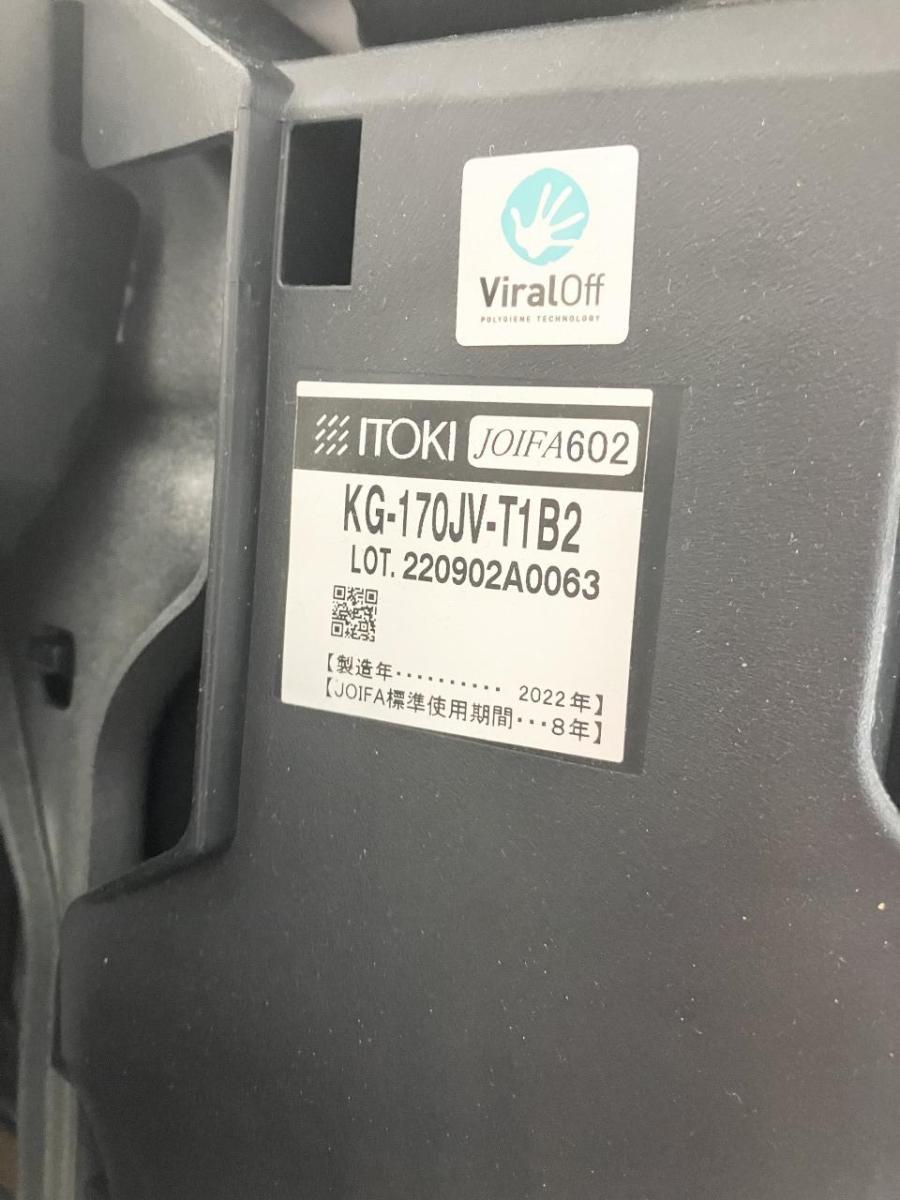 ViralOff
POLYGIENE TECHNOLOGY
ITOKI JOIFA602
KG-170JV-T1B2
LOT. 220902A0063
【製造年･･････････ 2022年】
【JOIFA標準使用期間･･･8年】